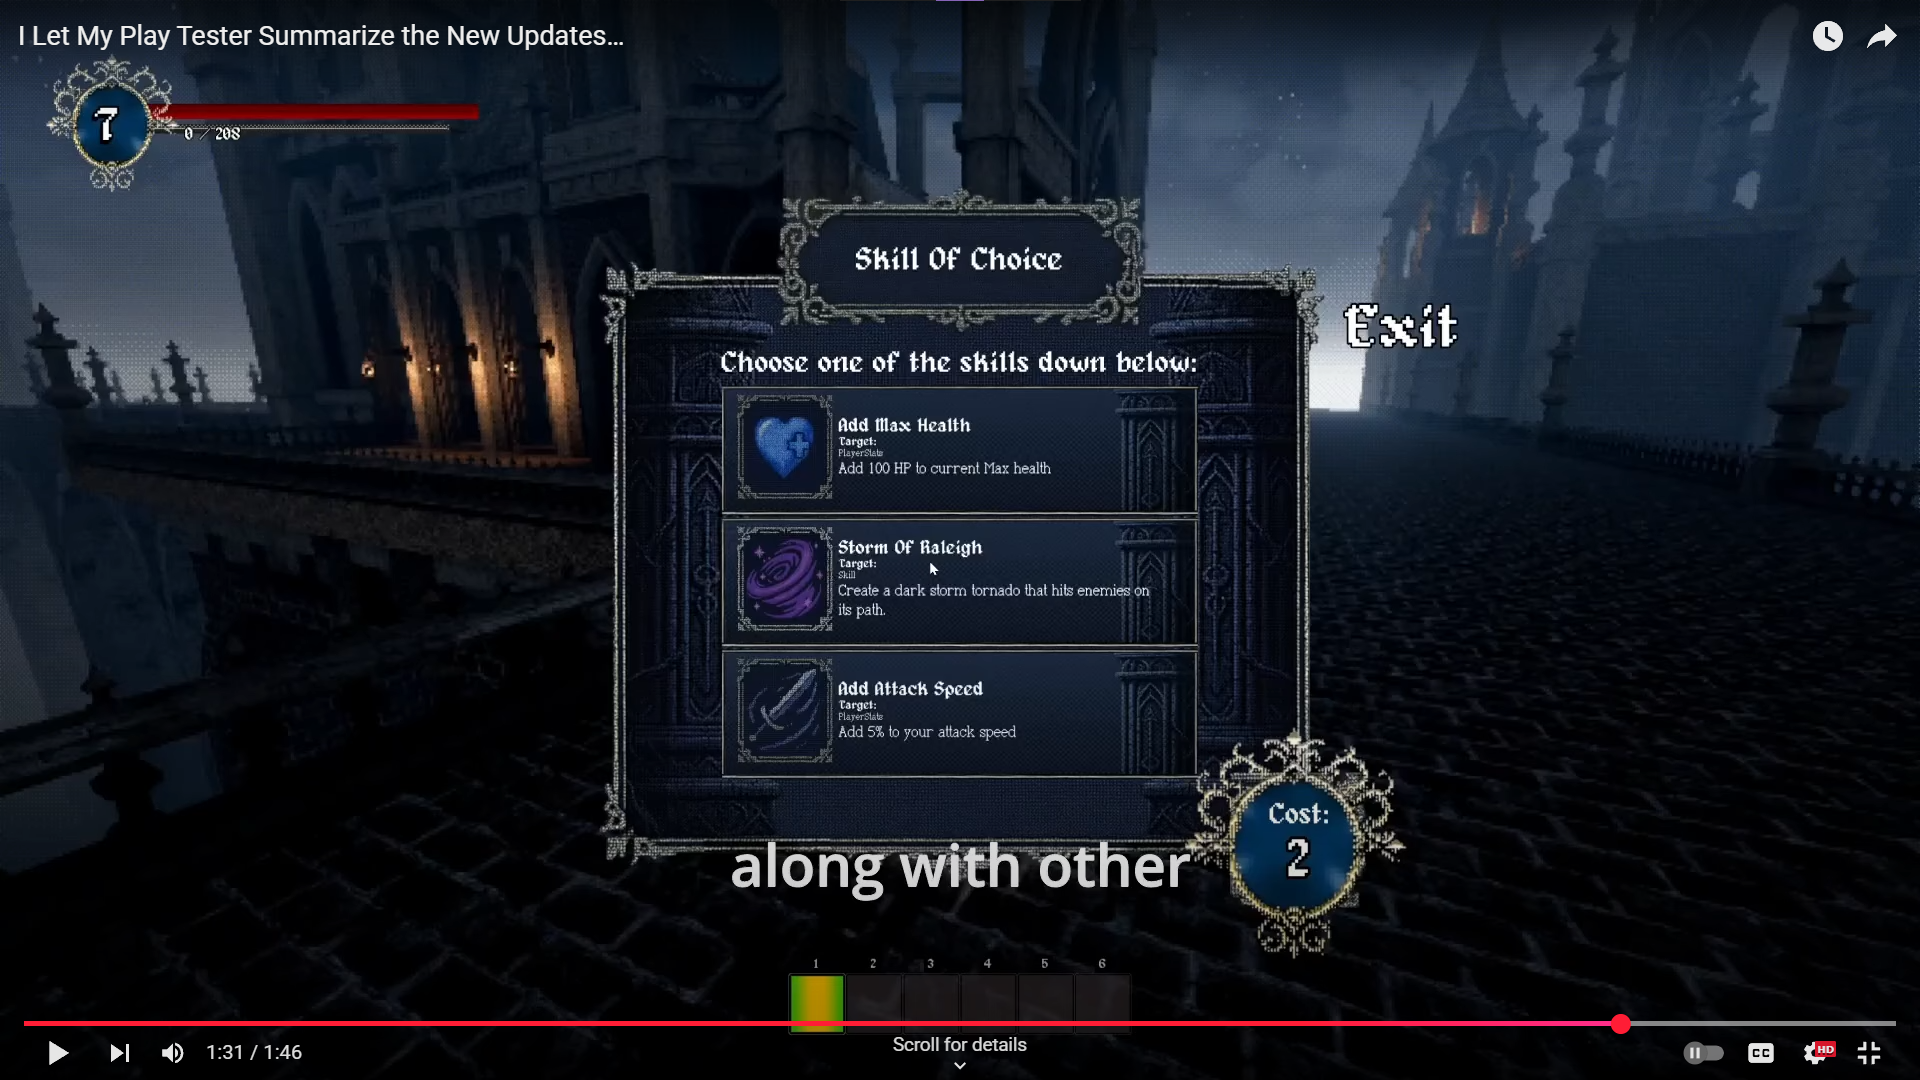 I Let My Play Tester Summarize the New Updates...
7
0 / 208
Skill Of Choice
Exit
Choose one of the skills down below:
Add Max Health
Target:
PlayerStats
Add 100 HP to current Max health
Storm Of Raleigh
Target:
Skill
Create a dark storm tornado that hits enemies on
its path.
Add Attack Speed
Target:
PlayerStats
Add 5% to your attack speed
Cost:
2
along with other
1 2 3 4 5 6
1:31 / 1:46
Scroll for details
CC
HD